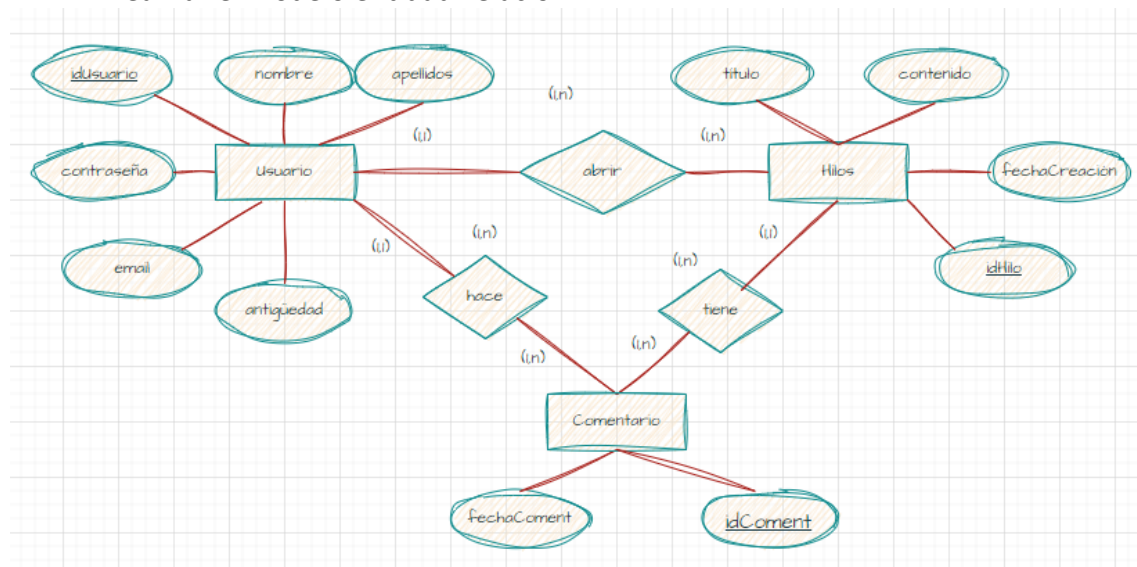 idUsuario
nombre
apellidos
título
contenido
(1,n)
(1,1)
(1,n)
contraseña
Usuario
abrir
Hilos
fechaCreación
(1,1)
(1,n)
(1,1)
(1,n)
email
idHilo
antigüedad
hace
tiene
(1,n)
(1,n)
Comentario
fechaComent
idComent